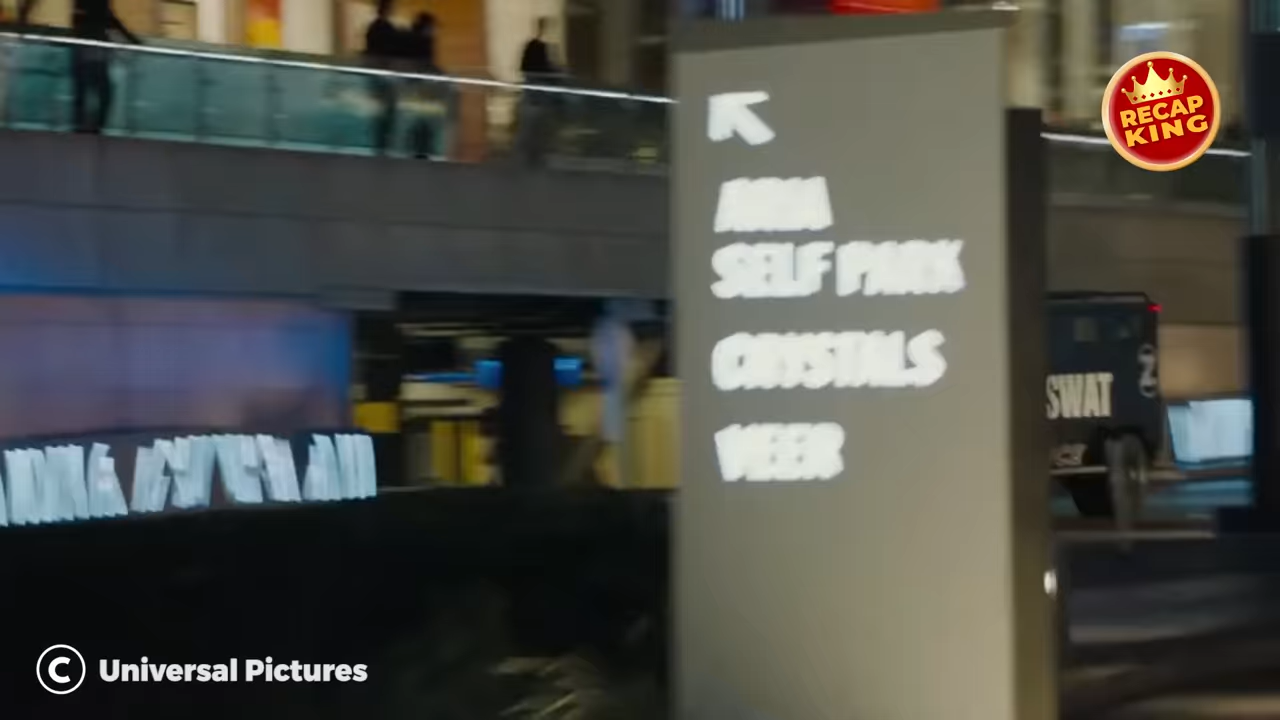 RECAP
KING
ARIA
SELF PARK
CRYSTALS
VEER
SWAT
© Universal Pictures